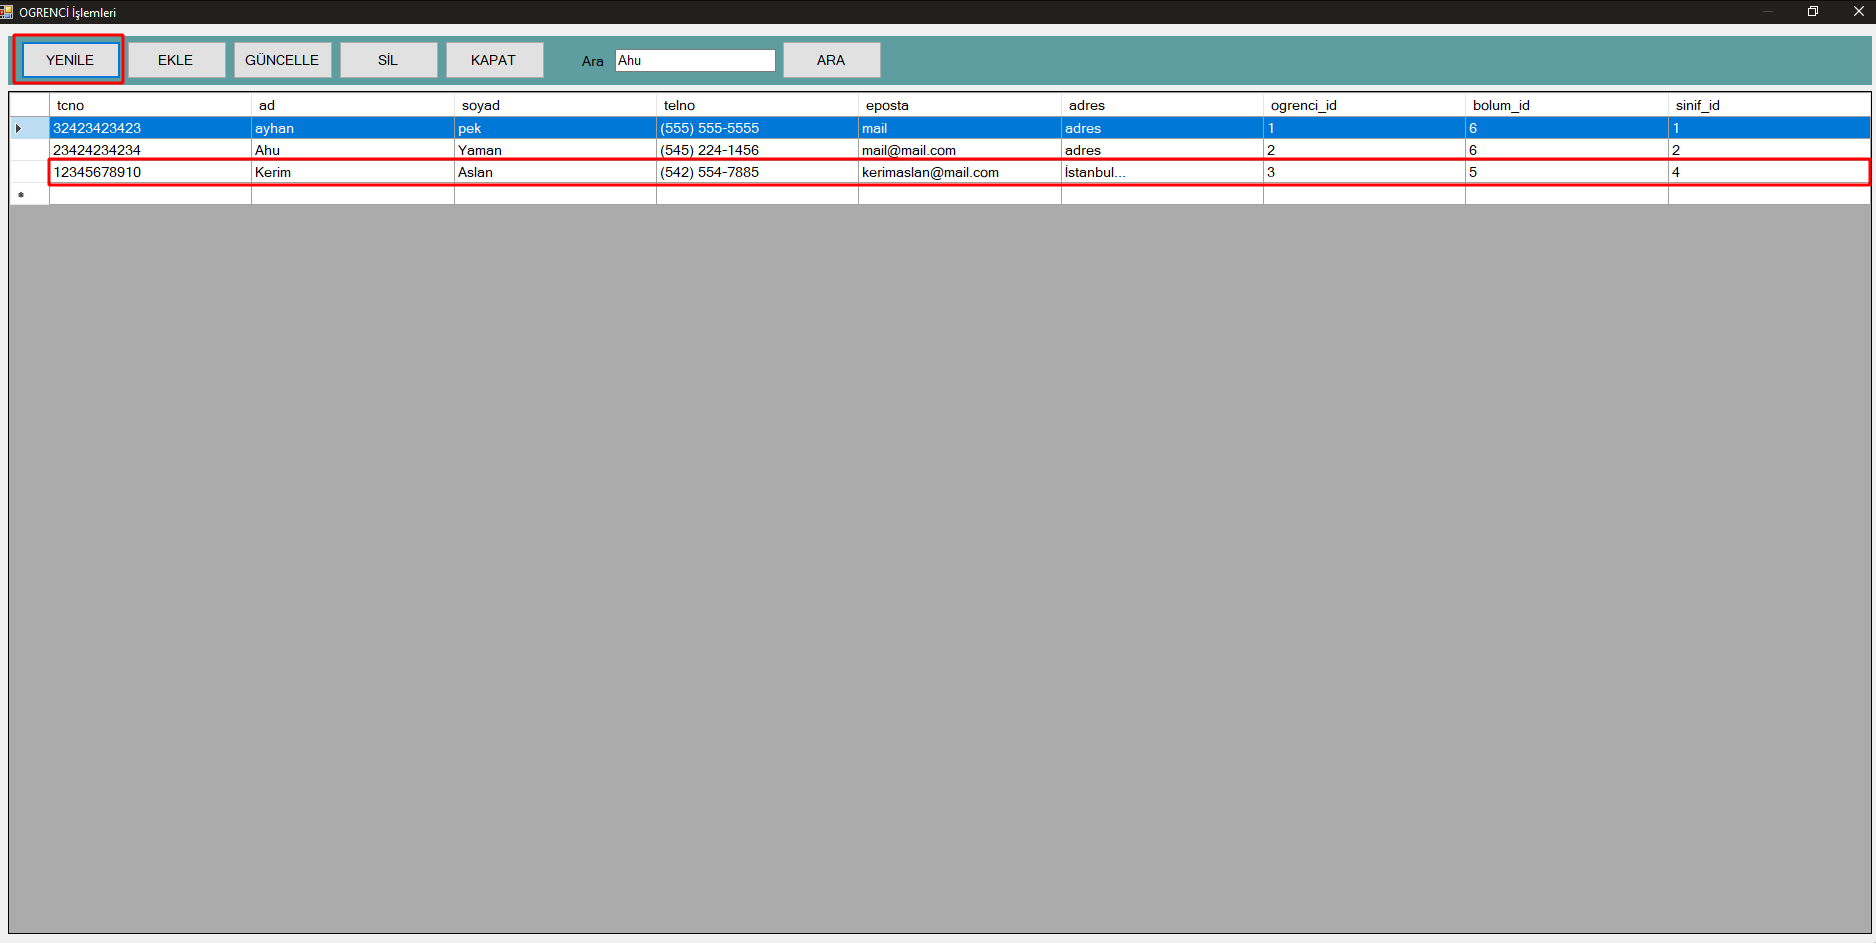 OGRENCİ İşlemleri
YENİLE EKLE GÜNCELLE SİL KAPAT Ara Ahu ARA
tcno ad soyad telno eposta adres ogrenci_id bolum_id sinif_id
32423423423 ayhan pek (555) 555-5555 mail adres 1 6 1
23424234234 Ahu Yaman (545) 224-1456 mail@mail.com adres 2 6 2
12345678910 Kerim Aslan (542) 554-7885 kerimaslan@mail.com İstanbul... 3 5 4